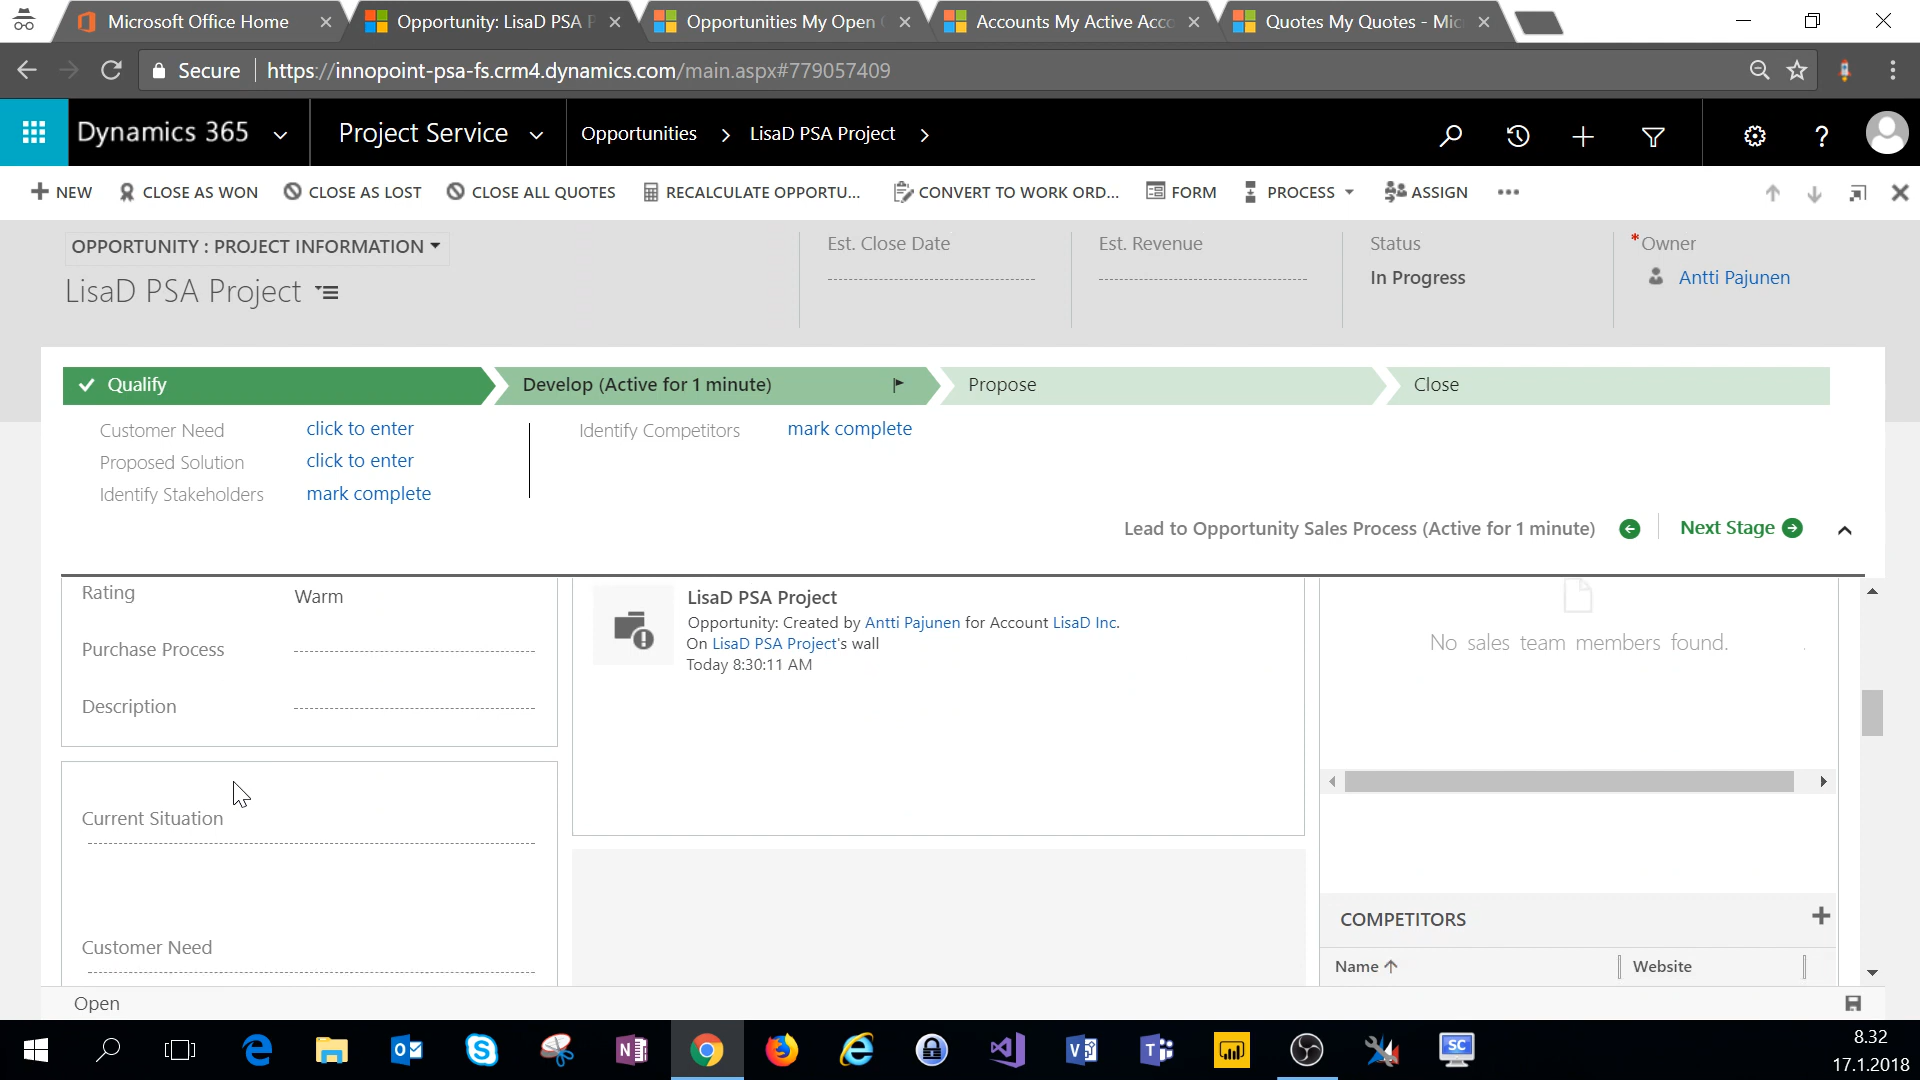 Microsoft Office Home
Opportunity: LisaD PSA P
Opportunities My Open
Accounts My Active Acco
Quotes My Quotes - Mic
Secure
https://innopoint-psa-fs.crm4.dynamics.com/main.aspx#779057409
Dynamics 365
Project Service
Opportunities
LisaD PSA Project
NEW
CLOSE AS WON
CLOSE AS LOST
CLOSE ALL QUOTES
RECALCULATE OPPORTU...
CONVERT TO WORK ORD...
FORM
PROCESS
ASSIGN
OPPORTUNITY : PROJECT INFORMATION
LisaD PSA Project
Est. Close Date
Est. Revenue
Status
In Progress
*Owner
Antti Pajunen
Qualify
Develop (Active for 1 minute)
Propose
Close
Customer Need click to enter
Proposed Solution click to enter
Identify Stakeholders mark complete
Identify Competitors mark complete
Lead to Opportunity Sales Process (Active for 1 minute)
Next Stage
Rating Warm
Purchase Process
Description
Current Situation
Customer Need
LisaD PSA Project
Opportunity: Created by Antti Pajunen for Account LisaD Inc.
On LisaD PSA Project's wall
Today 8:30:11 AM
No sales team members found.
COMPETITORS
Name
Website
Open
8.32
17.1.2018